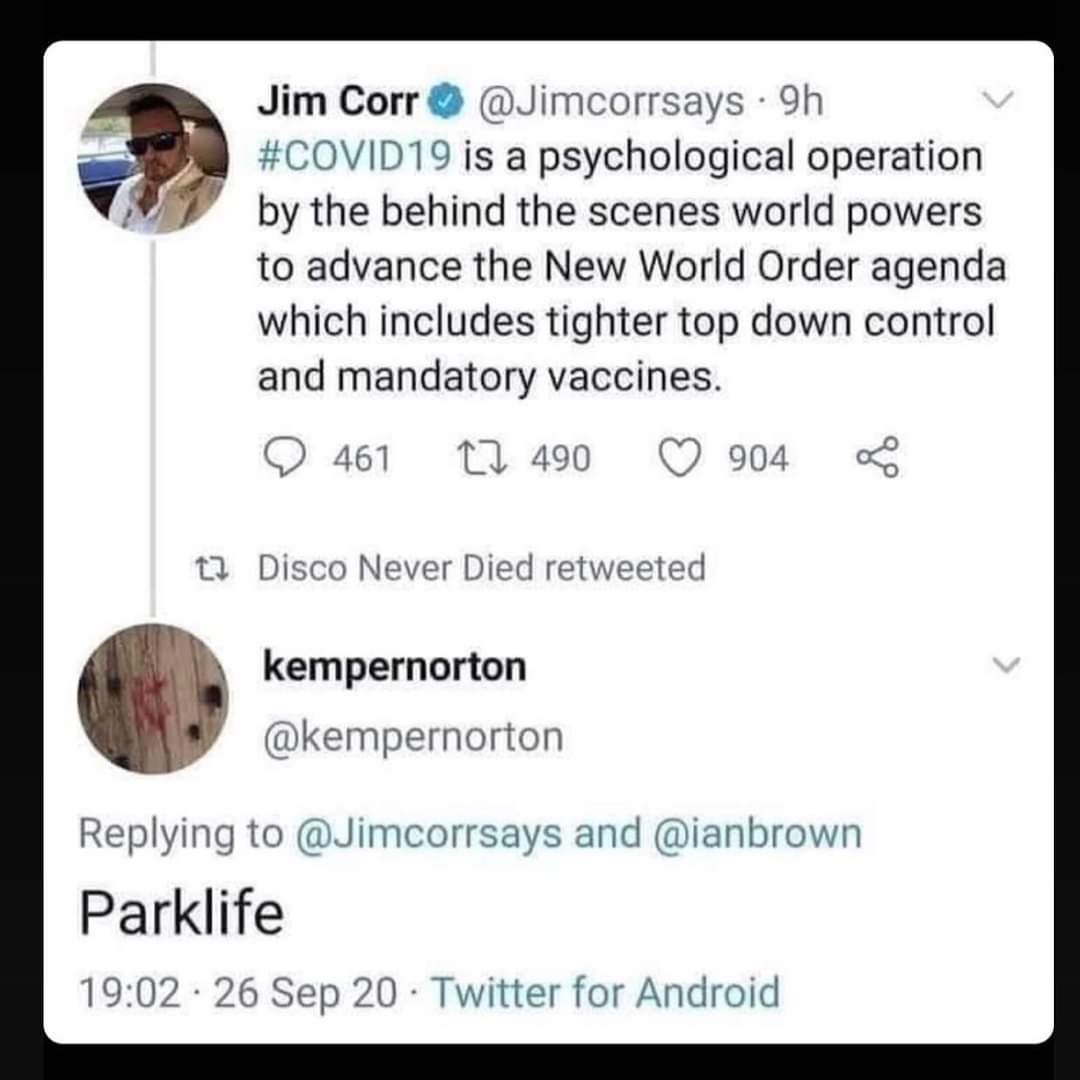 Jim Corr @Jimcorrsays · 9h
#COVID19 is a psychological operation
by the behind the scenes world powers
to advance the New World Order agenda
which includes tighter top down control
and mandatory vaccines.
461 490 904
Disco Never Died retweeted
kempernorton
@kempernorton
Replying to @Jimcorrsays and @ianbrown
Parklife
19:02 · 26 Sep 20 · Twitter for Android